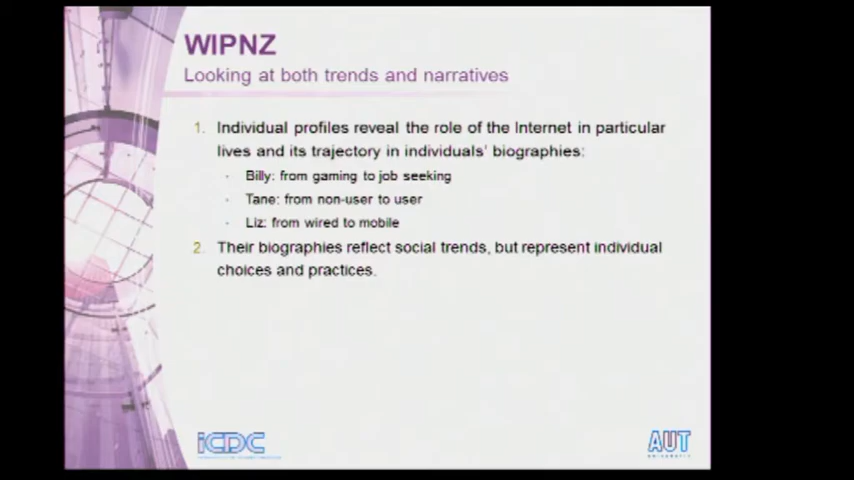 WIPNZ
Looking at both trends and narratives
1. Individual profiles reveal the role of the Internet in particular
lives and its trajectory in individuals' biographies:
· Billy: from gaming to job seeking
· Tane: from non-user to user
· Liz: from wired to mobile
2. Their biographies reflect social trends, but represent individual
choices and practices.
iCDC
AUT
UNIVERSITY